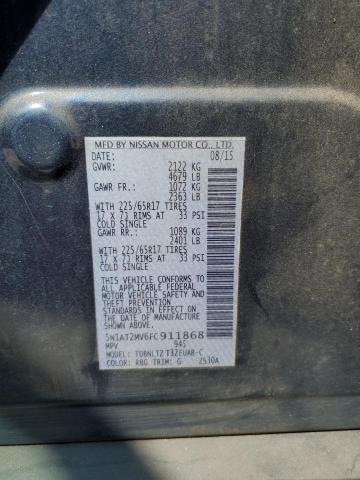 MFD BY NISSAN MOTOR CO., LTD.
DATE: 08/15
GVWR: 2122 KG
4679 LB
GAWR FR.: 1072 KG
2363 LB
WITH 225/65R17 TIRES
17 X 7J RIMS AT 33 PSI
COLD SINGLE
GAWR RR.: 1089 KG
2401 LB
WITH 225/65R17 TIRES
17 X 7J RIMS AT 33 PSI
COLD SINGLE
THIS VEHICLE CONFORMS TO
ALL APPLICABLE FEDERAL
MOTOR VEHICLE SAFETY AND
THEFT PREVENTION
STANDARDS IN EFFECT ON
THE DATE OF MANUFACTURE
SHOWN ABOVE.
5N1AT2MV6FC911868
MPV 945
MODEL: TDBNLTZ T32EUA8-C
COLOR: RBG TRIM: G 2S30A